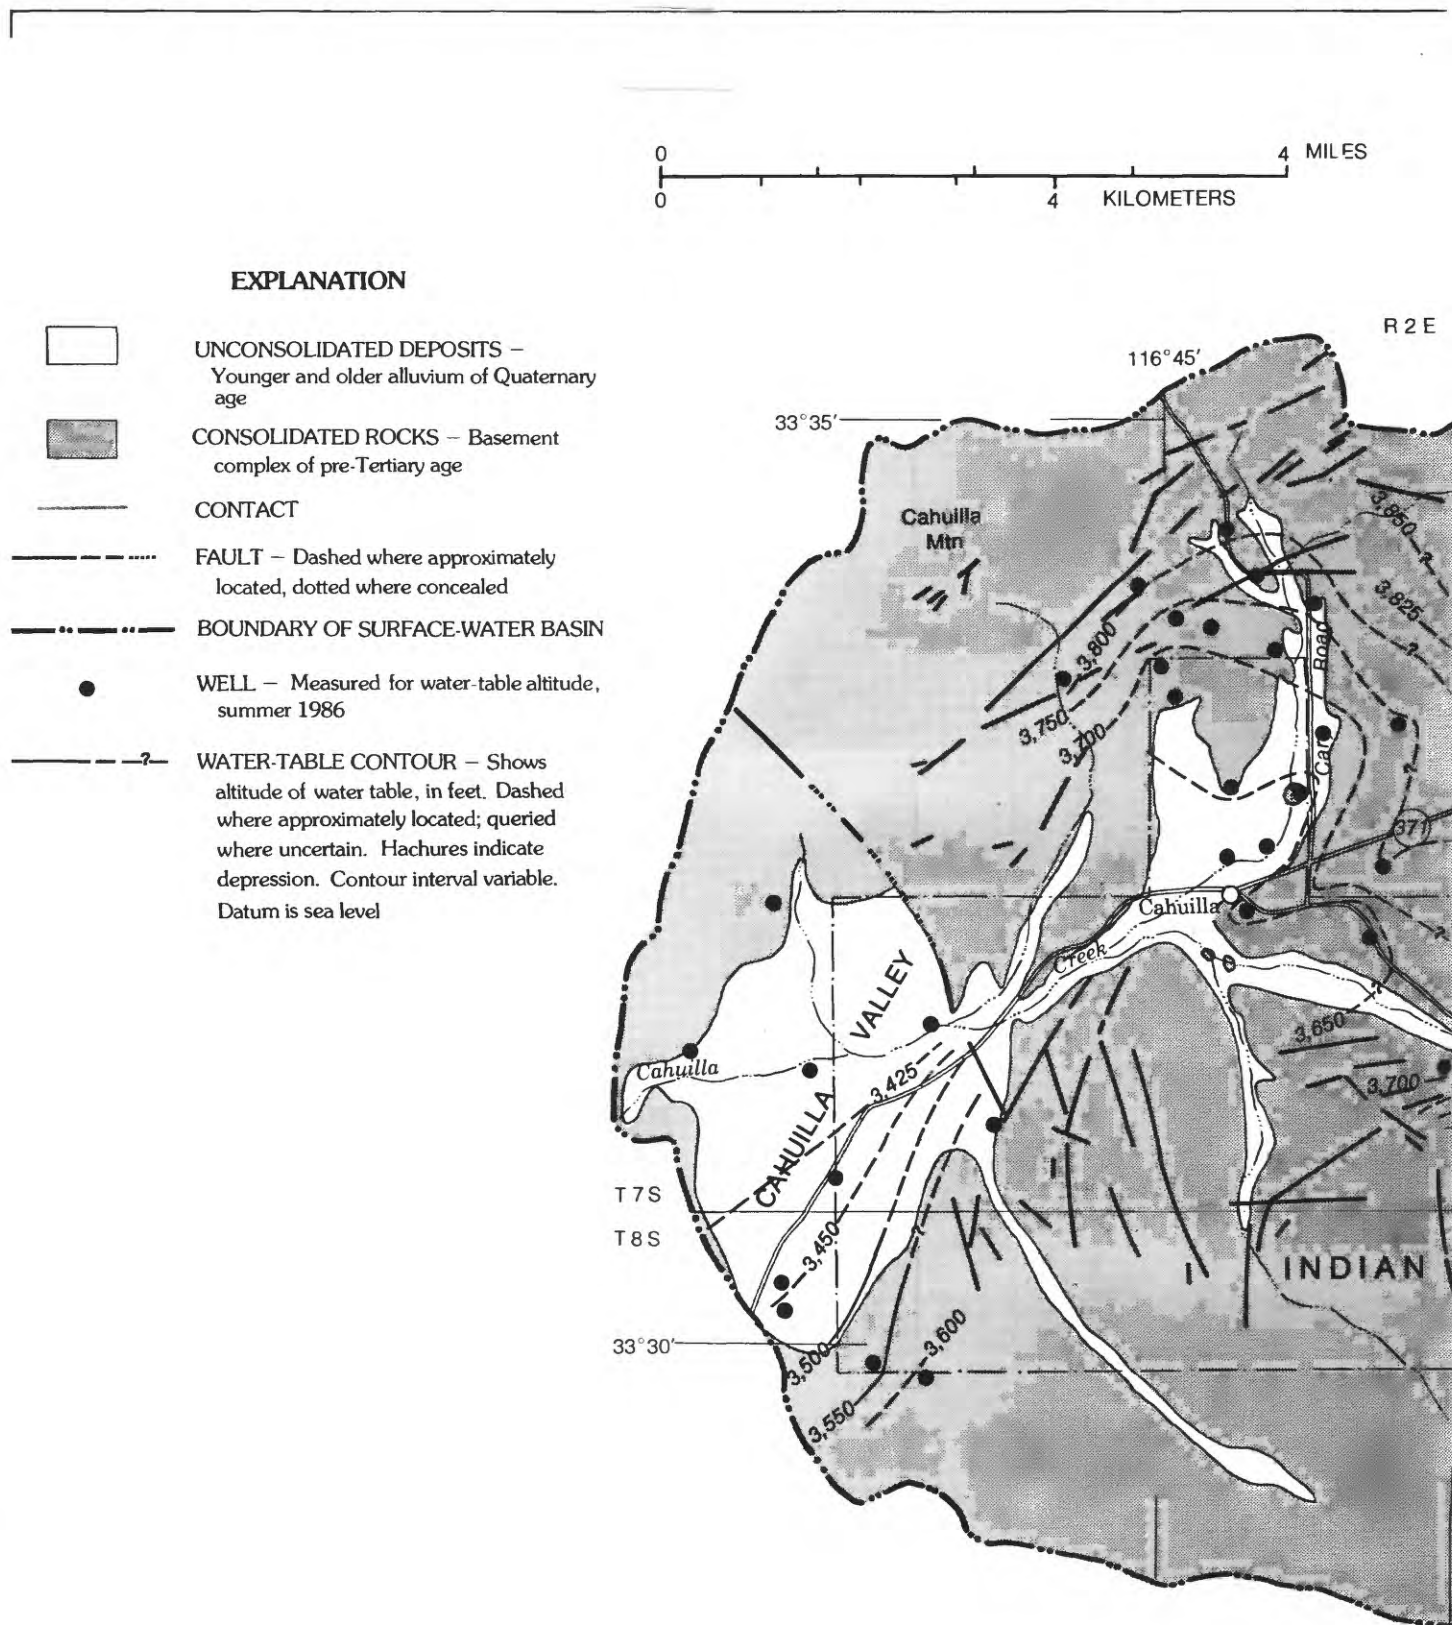 0 4 MILES
0 4 KILOMETERS
EXPLANATION
UNCONSOLIDATED DEPOSITS –
Younger and older alluvium of Quaternary
age
CONSOLIDATED ROCKS – Basement
complex of pre-Tertiary age
CONTACT
FAULT – Dashed where approximately
located, dotted where concealed
BOUNDARY OF SURFACE-WATER BASIN
WELL – Measured for water-table altitude,
summer 1986
?
WATER-TABLE CONTOUR – Shows
altitude of water table, in feet. Dashed
where approximately located; queried
where uncertain. Hachures indicate
depression. Contour interval variable.
Datum is sea level
R 2 E
116°45′
33°35′
Cahuilla
Mtn
3,850
?
3,825
?
3,800
3,750
3,700
Road
Cary
?
371
Cahuilla
?
Creek
VALLEY
?
3,650
Cahuilla
3,425
3,700
CAHUILLA
T 7 S
T 8 S
?
3,450
INDIAN
33°30′
3,600
3,500
3,550